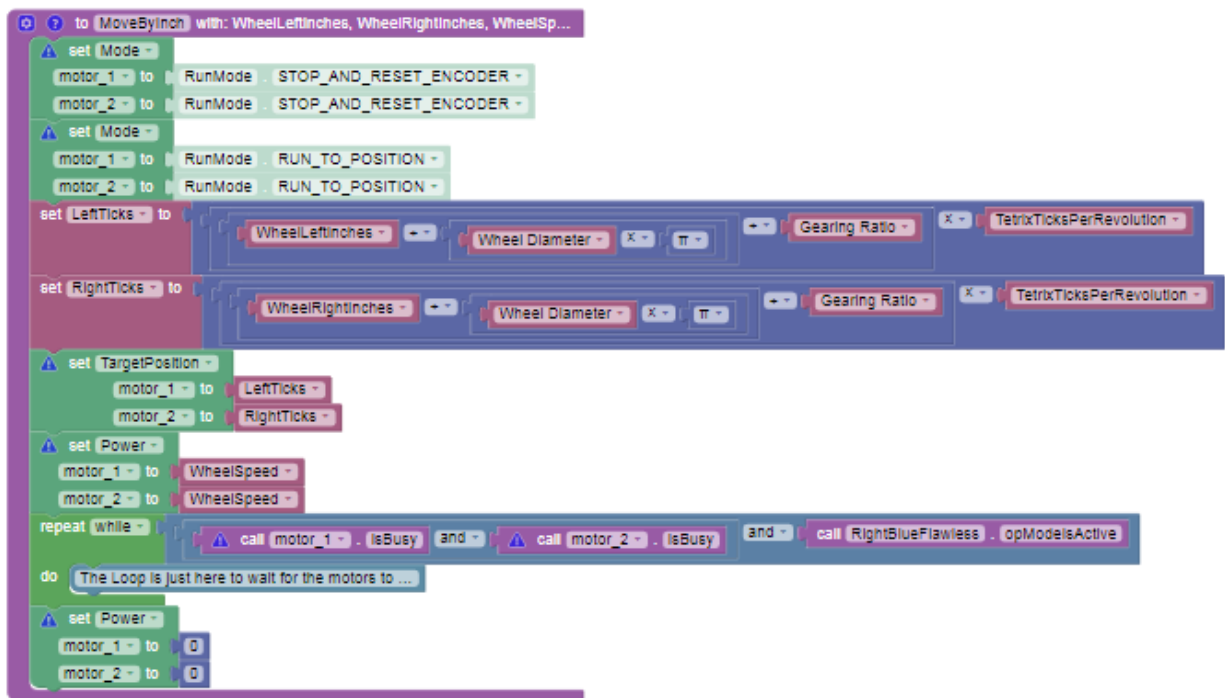 to MoveByInch with: WheelLeftInches, WheelRightInches, WheelSp...
set Mode
motor_1 to RunMode . STOP_AND_RESET_ENCODER
motor_2 to RunMode . STOP_AND_RESET_ENCODER
set Mode
motor_1 to RunMode . RUN_TO_POSITION
motor_2 to RunMode . RUN_TO_POSITION
set LeftTicks to WheelLeftInches ÷ Wheel Diameter x π ÷ Gearing Ratio x TetrixTicksPerRevolution
set RightTicks to WheelRightInches ÷ Wheel Diameter x π ÷ Gearing Ratio x TetrixTicksPerRevolution
set TargetPosition
motor_1 to LeftTicks
motor_2 to RightTicks
set Power
motor_1 to WheelSpeed
motor_2 to WheelSpeed
repeat while call motor_1 . IsBusy and call motor_2 . IsBusy and call RightBlueFlawless . opModeIsActive
do The Loop is just here to wait for the motors to ...
set Power
motor_1 to 0
motor_2 to 0